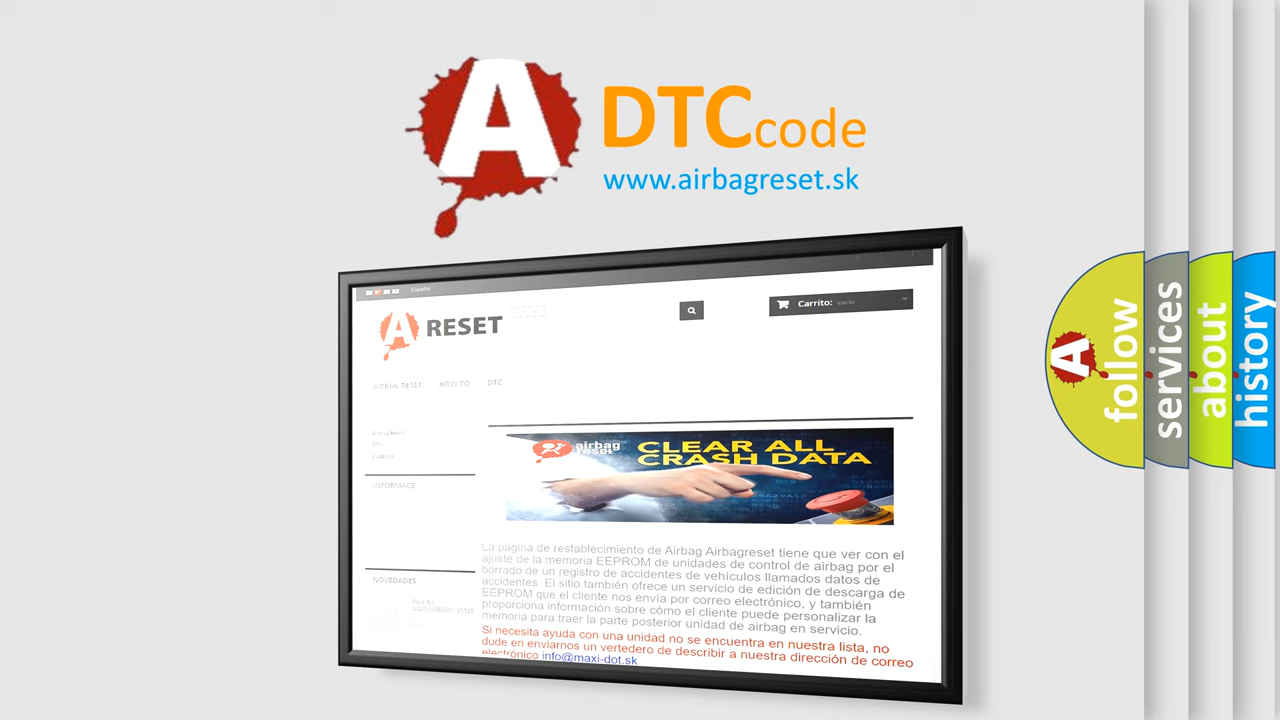 A
DTCcode
www.airbagreset.sk
Español
A RESET
Carrito: vacío
AIRBAG RESET HOW TO DTC
CLEAR ALL
airbag
reset
CRASH DATA
INFORMACE
La página de restablecimiento de Airbag Airbagreset tiene que ver con el
ajuste de la memoria EEPROM de unidades de control de airbag por el
borrado de un registro de accidentes de vehículos llamados datos de
accidentes. El sitio también ofrece un servicio de edición de descarga de
EEPROM que el cliente nos envía por correo electrónico, y también
proporciona información sobre cómo el cliente puede personalizar la
memoria para traer la parte posterior unidad de airbag en servicio.
NOVEDADES
Si necesita ayuda con una unidad no se encuentra en nuestra lista, no
dude en enviarnos un vertedero de describir a nuestra dirección de correo
electrónico info@maxi-dot.sk
A
follow
services
about
history